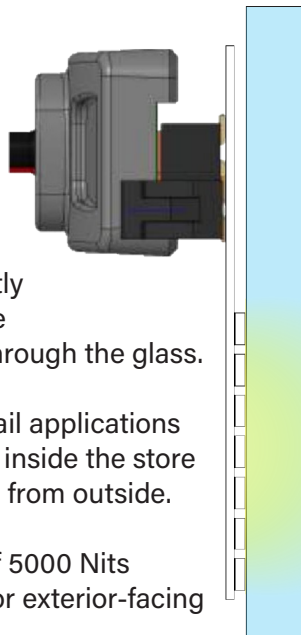 tly
e
hrough the glass.
ail applications
inside the store
from outside.
f 5000 Nits
or exterior-facing